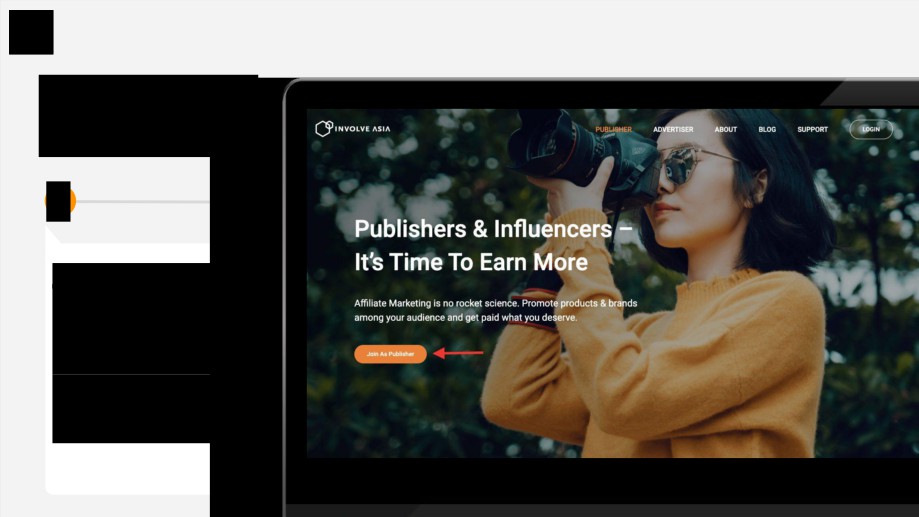 INVOLVE ASIA
PUBLISHER ADVERTISER ABOUT BLOG SUPPORT LOGIN
Publishers & Influencers –
It's Time To Earn More
Affiliate Marketing is no rocket science. Promote products & brands
among your audience and get paid what you deserve.
Join As Publisher